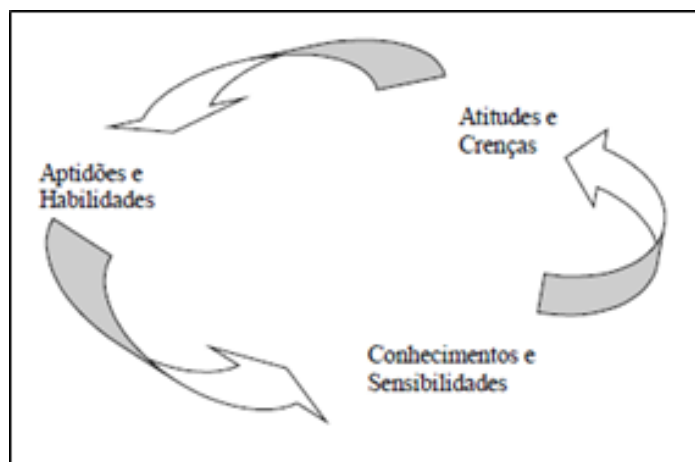 Atitudes e
Crenças
Aptidões e
Habilidades
Conhecimentos e
Sensibilidades